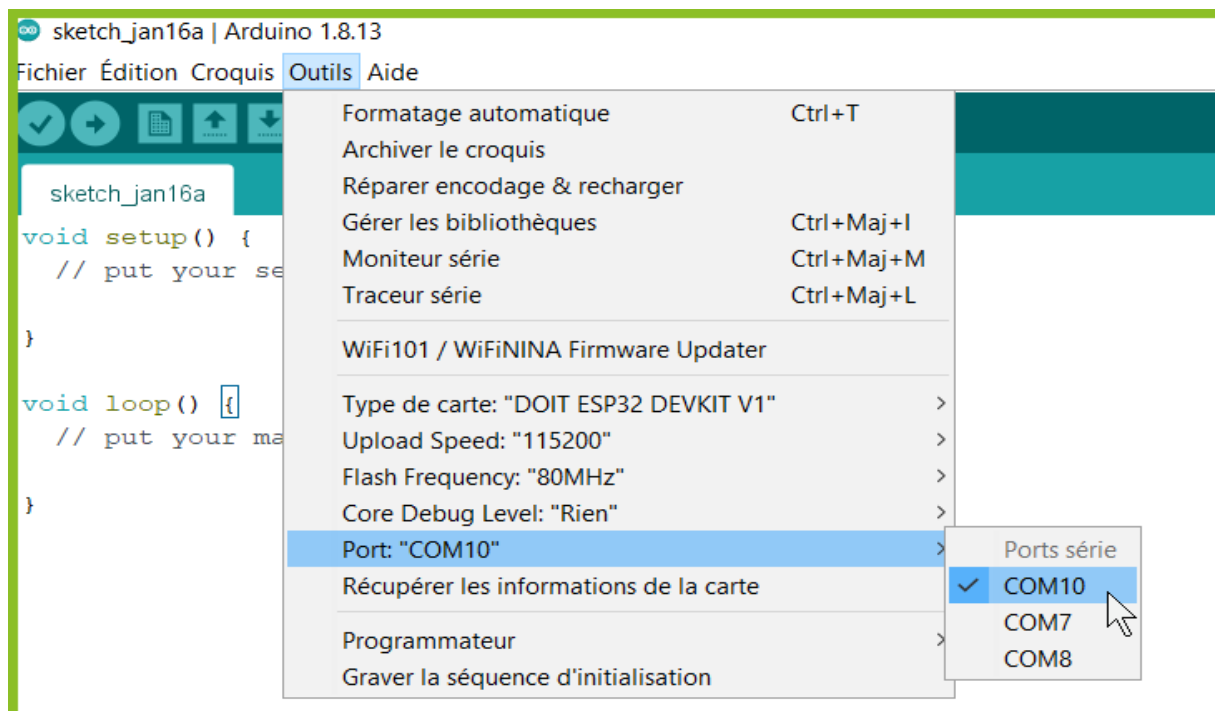 sketch_jan16a | Arduino 1.8.13
Fichier Édition Croquis Outils Aide
Formatage automatique Ctrl+T
Archiver le croquis
Réparer encodage & recharger
Gérer les bibliothèques Ctrl+Maj+I
Moniteur série Ctrl+Maj+M
Traceur série Ctrl+Maj+L
WiFi101 / WiFiNINA Firmware Updater
Type de carte: "DOIT ESP32 DEVKIT V1"
Upload Speed: "115200"
Flash Frequency: "80MHz"
Core Debug Level: "Rien"
Port: "COM10"
Récupérer les informations de la carte
Programmateur
Graver la séquence d'initialisation
Ports série
COM10
COM7
COM8
sketch_jan16a
void setup() {
// put your se
}
void loop() {
// put your ma
}